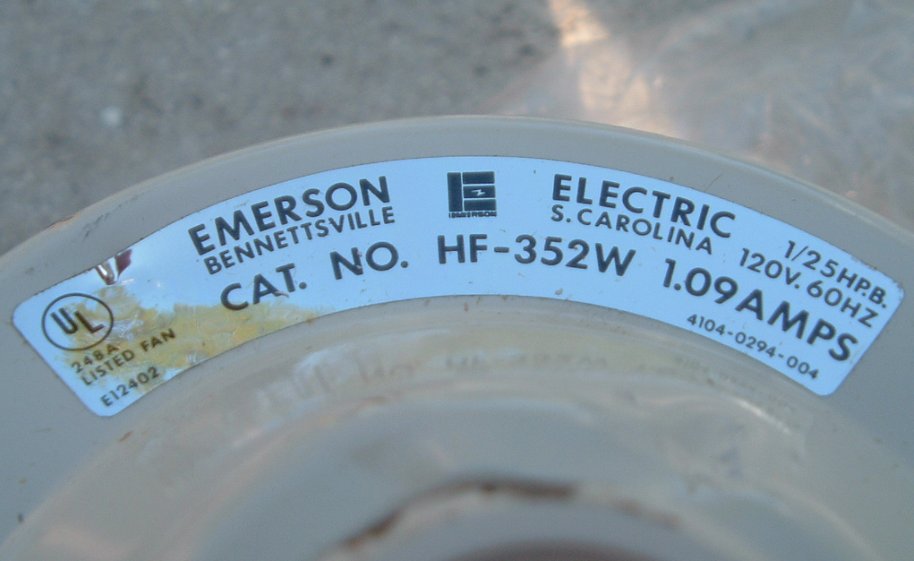 EMERSON ELECTRIC
BENNETTSVILLE S. CAROLINA
EMERSON
CAT. NO. HF-352W
1/25HP.B.
120V. 60HZ
1.09AMPS
4104-0294-004
UL
248A
LISTED FAN
E12402